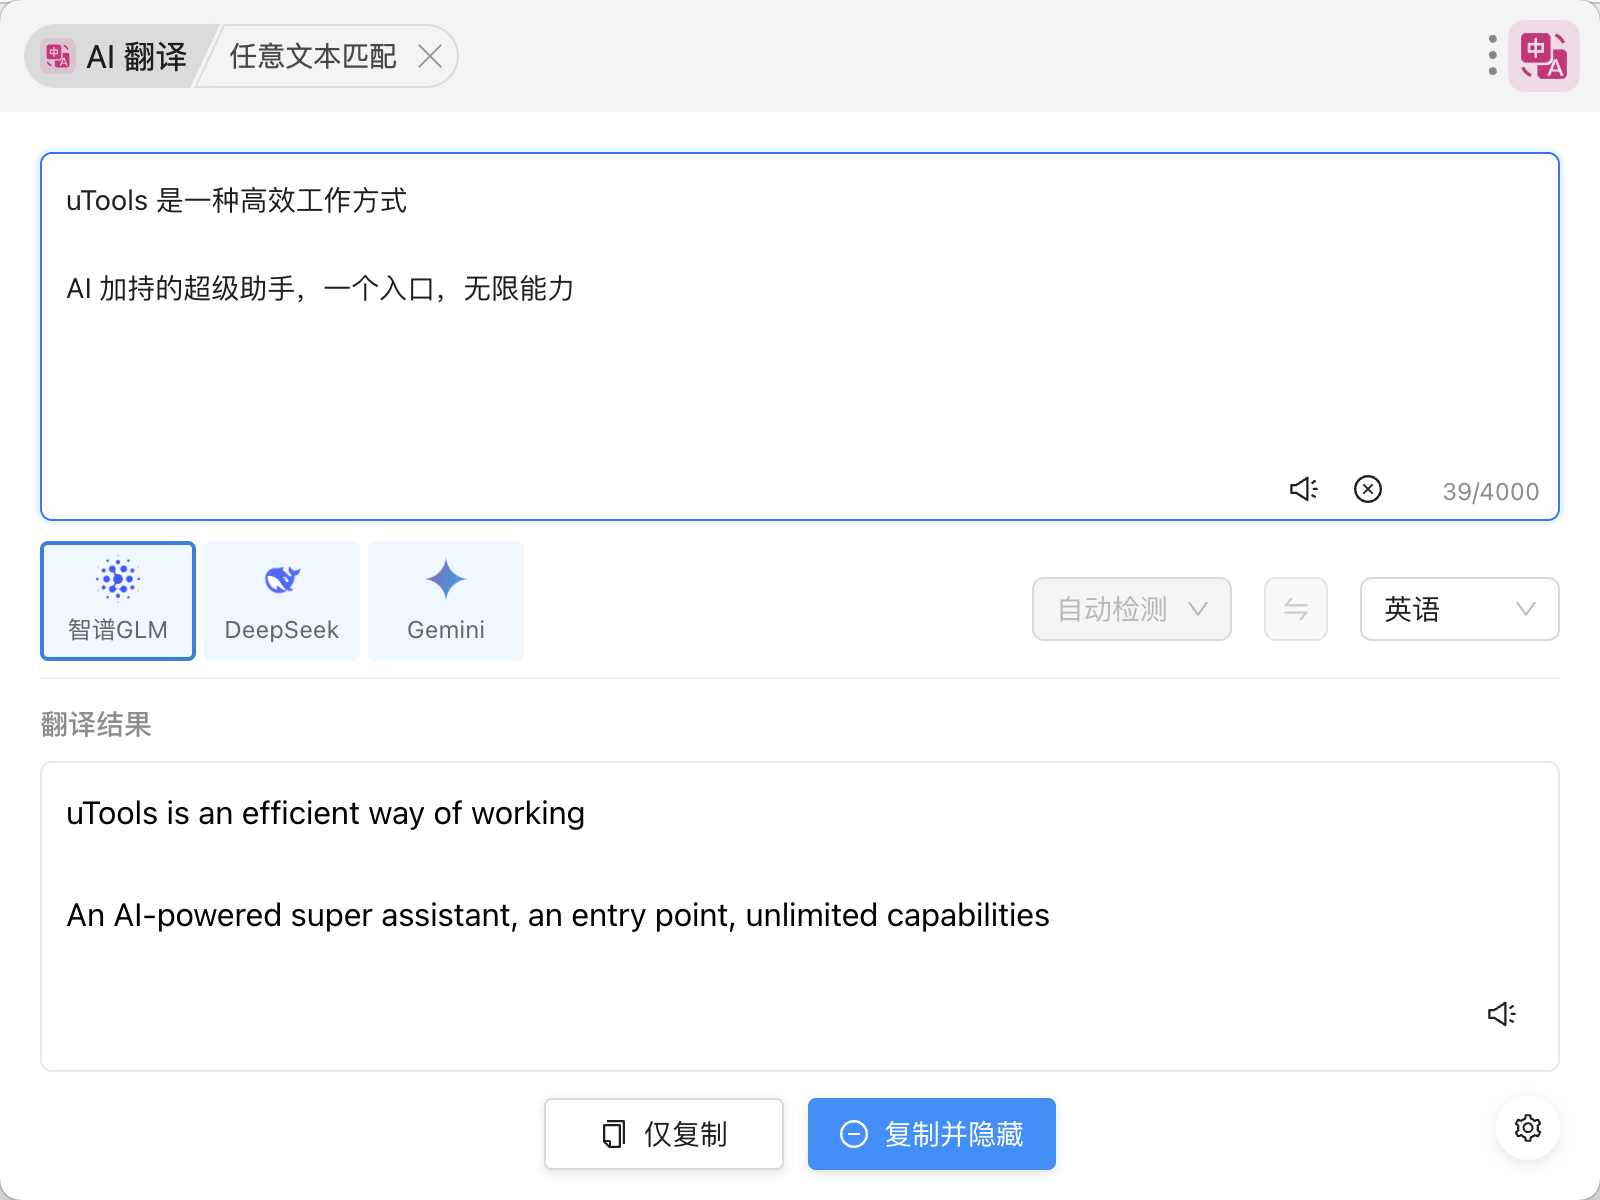 AI 翻译
任意文本匹配
中
A
uTools 是一种高效工作方式
AI 加持的超级助手，一个入口，无限能力
39/4000
智谱GLM
DeepSeek
Gemini
自动检测
英语
翻译结果
uTools is an efficient way of working
An AI-powered super assistant, an entry point, unlimited capabilities
仅复制
复制并隐藏